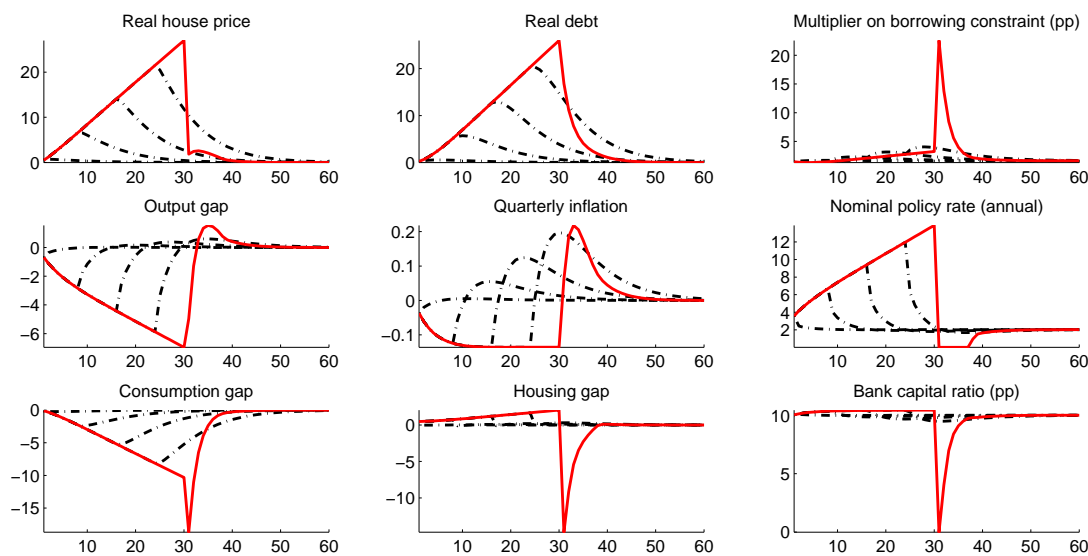 Real house price
Real debt
Multiplier on borrowing constraint (pp)
20
10
0
10 20 30 40 50 60
20
10
0
10 20 30 40 50 60
20
15
10
5
10 20 30 40 50 60
Output gap
Quarterly inflation
Nominal policy rate (annual)
0
−2
−4
−6
10 20 30 40 50 60
0.2
0.1
0
−0.1
10 20 30 40 50 60
12
10
8
6
4
2
10 20 30 40 50 60
Consumption gap
Housing gap
Bank capital ratio (pp)
0
−5
−10
−15
10 20 30 40 50 60
0
−5
−10
10 20 30 40 50 60
10
5
0
10 20 30 40 50 60